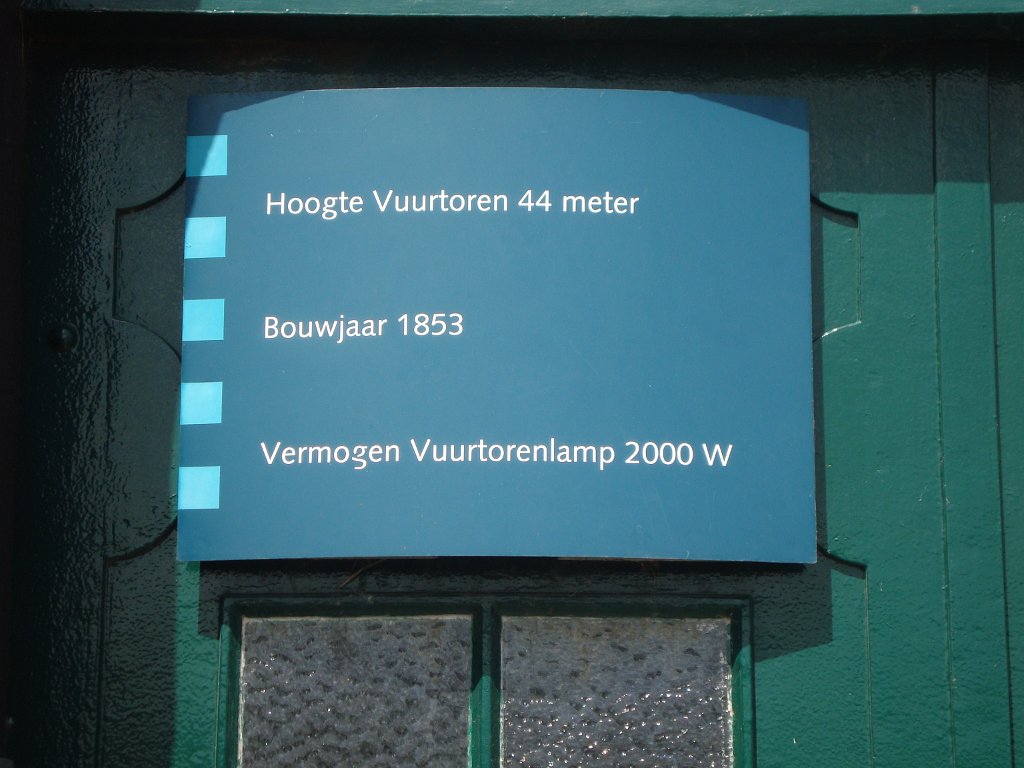 Hoogte Vuurtoren 44 meter
Bouwjaar 1853
Vermogen Vuurtorenlamp 2000 W